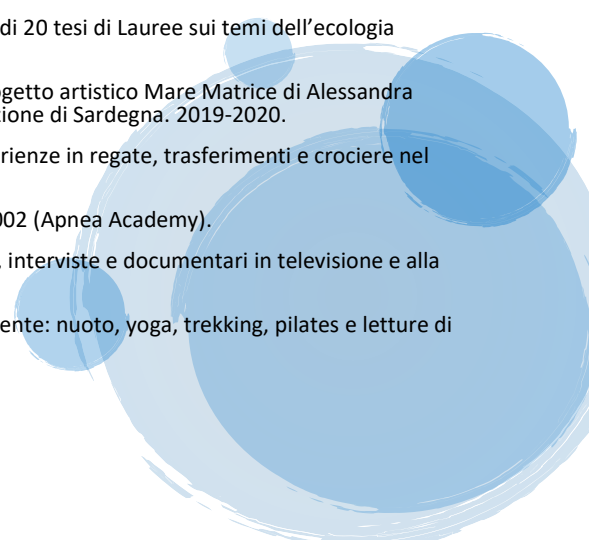 di 20 tesi di Lauree sui temi dell’ecologia
getto artistico Mare Matrice di Alessandra
zione di Sardegna. 2019-2020.
rienze in regate, trasferimenti e crociere nel
002 (Apnea Academy).
, interviste e documentari in televisione e alla
ente: nuoto, yoga, trekking, pilates e letture di